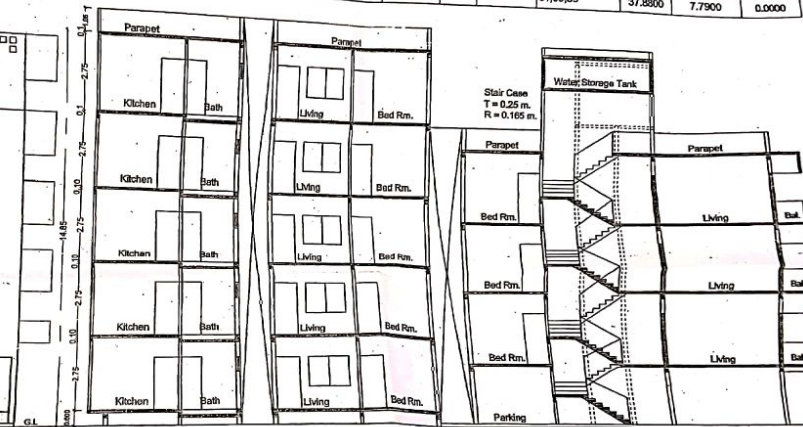 37.8800 7.7900 0.0000
Parapet
Parapet
Kitchen Bath
Living Bed Rm.
Kitchen Bath
Living Bed Rm.
Kitchen Bath
Living Bed Rm.
Kitchen Bath
Living Bed Rm.
Kitchen Bath
Living Bed Rm.
0.1
2.75
0.1
2.75
0.10
2.75
0.10
2.75
0.10
2.75
14.85
G.L
Stair Case
T = 0.25 m.
R = 0.165 m.
Water Storage Tank
Parapet
Parapet
Bed Rm.
Living
Bed Rm.
Living
Bed Rm.
Living
Parking